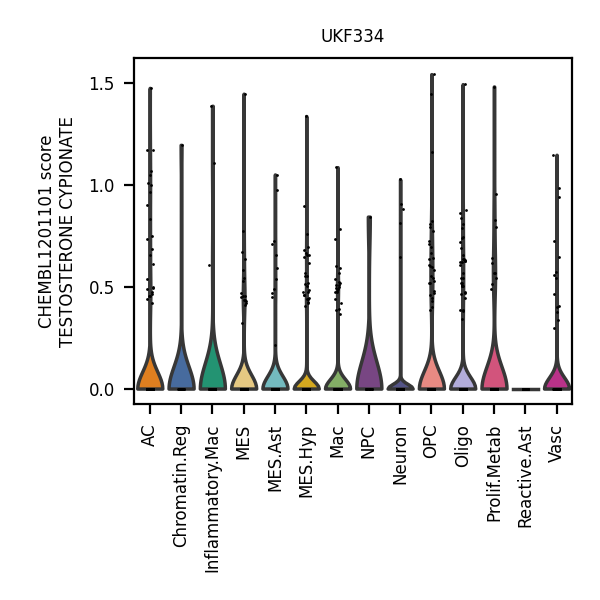 UKF334
CHEMBL1201101 score
TESTOSTERONE CYPIONATE
1.5
1.0
0.5
0.0
AC
Chromatin.Reg
Inflammatory.Mac
MES
MES.Ast
MES.Hyp
Mac
NPC
Neuron
OPC
Oligo
Prolif.Metab
Reactive.Ast
Vasc